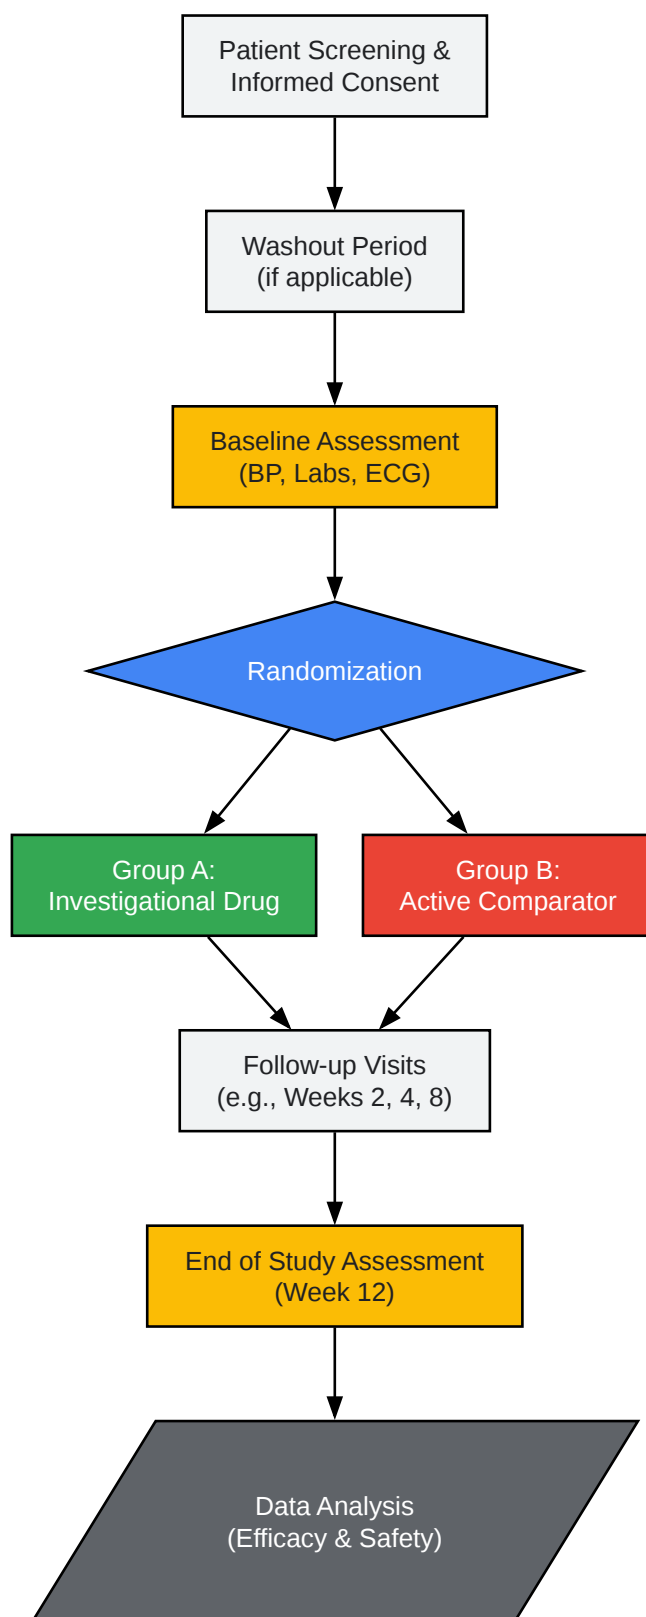 Patient Screening &
Informed Consent
Washout Period
(if applicable)
Baseline Assessment
(BP, Labs, ECG)
Randomization
Group A:
Investigational Drug
Group B:
Active Comparator
Follow-up Visits
(e.g., Weeks 2, 4, 8)
End of Study Assessment
(Week 12)
Data Analysis
(Efficacy & Safety)